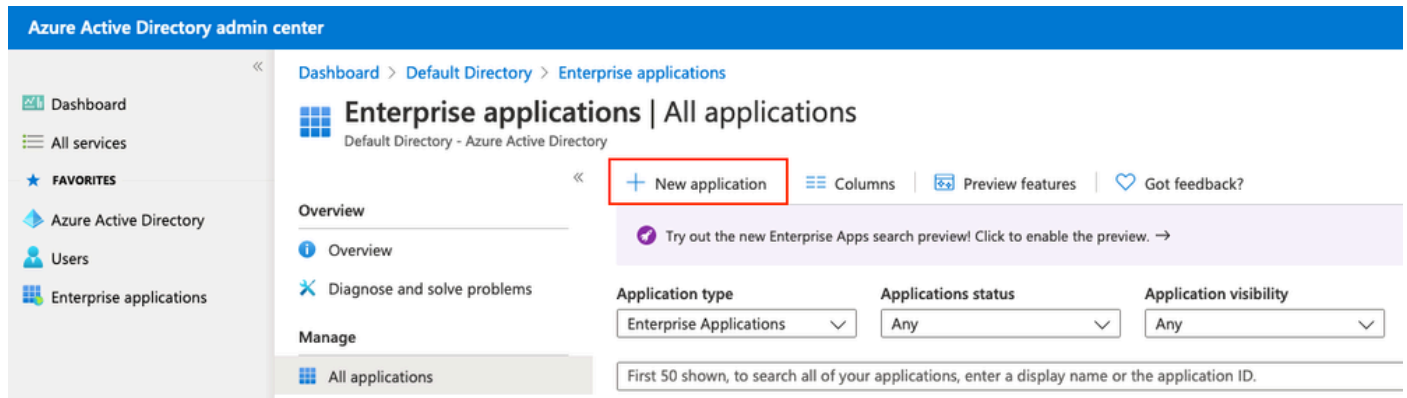 Azure Active Directory admin center
«
Dashboard
All services
FAVORITES
Azure Active Directory
Users
Enterprise applications
Dashboard > Default Directory > Enterprise applications
Enterprise applications | All applications
Default Directory - Azure Active Directory
«
Overview
Overview
Diagnose and solve problems
Manage
All applications
+ New application Columns Preview features Got feedback?
Try out the new Enterprise Apps search preview! Click to enable the preview. →
Application type Applications status Application visibility
Enterprise Applications Any Any
First 50 shown, to search all of your applications, enter a display name or the application ID.